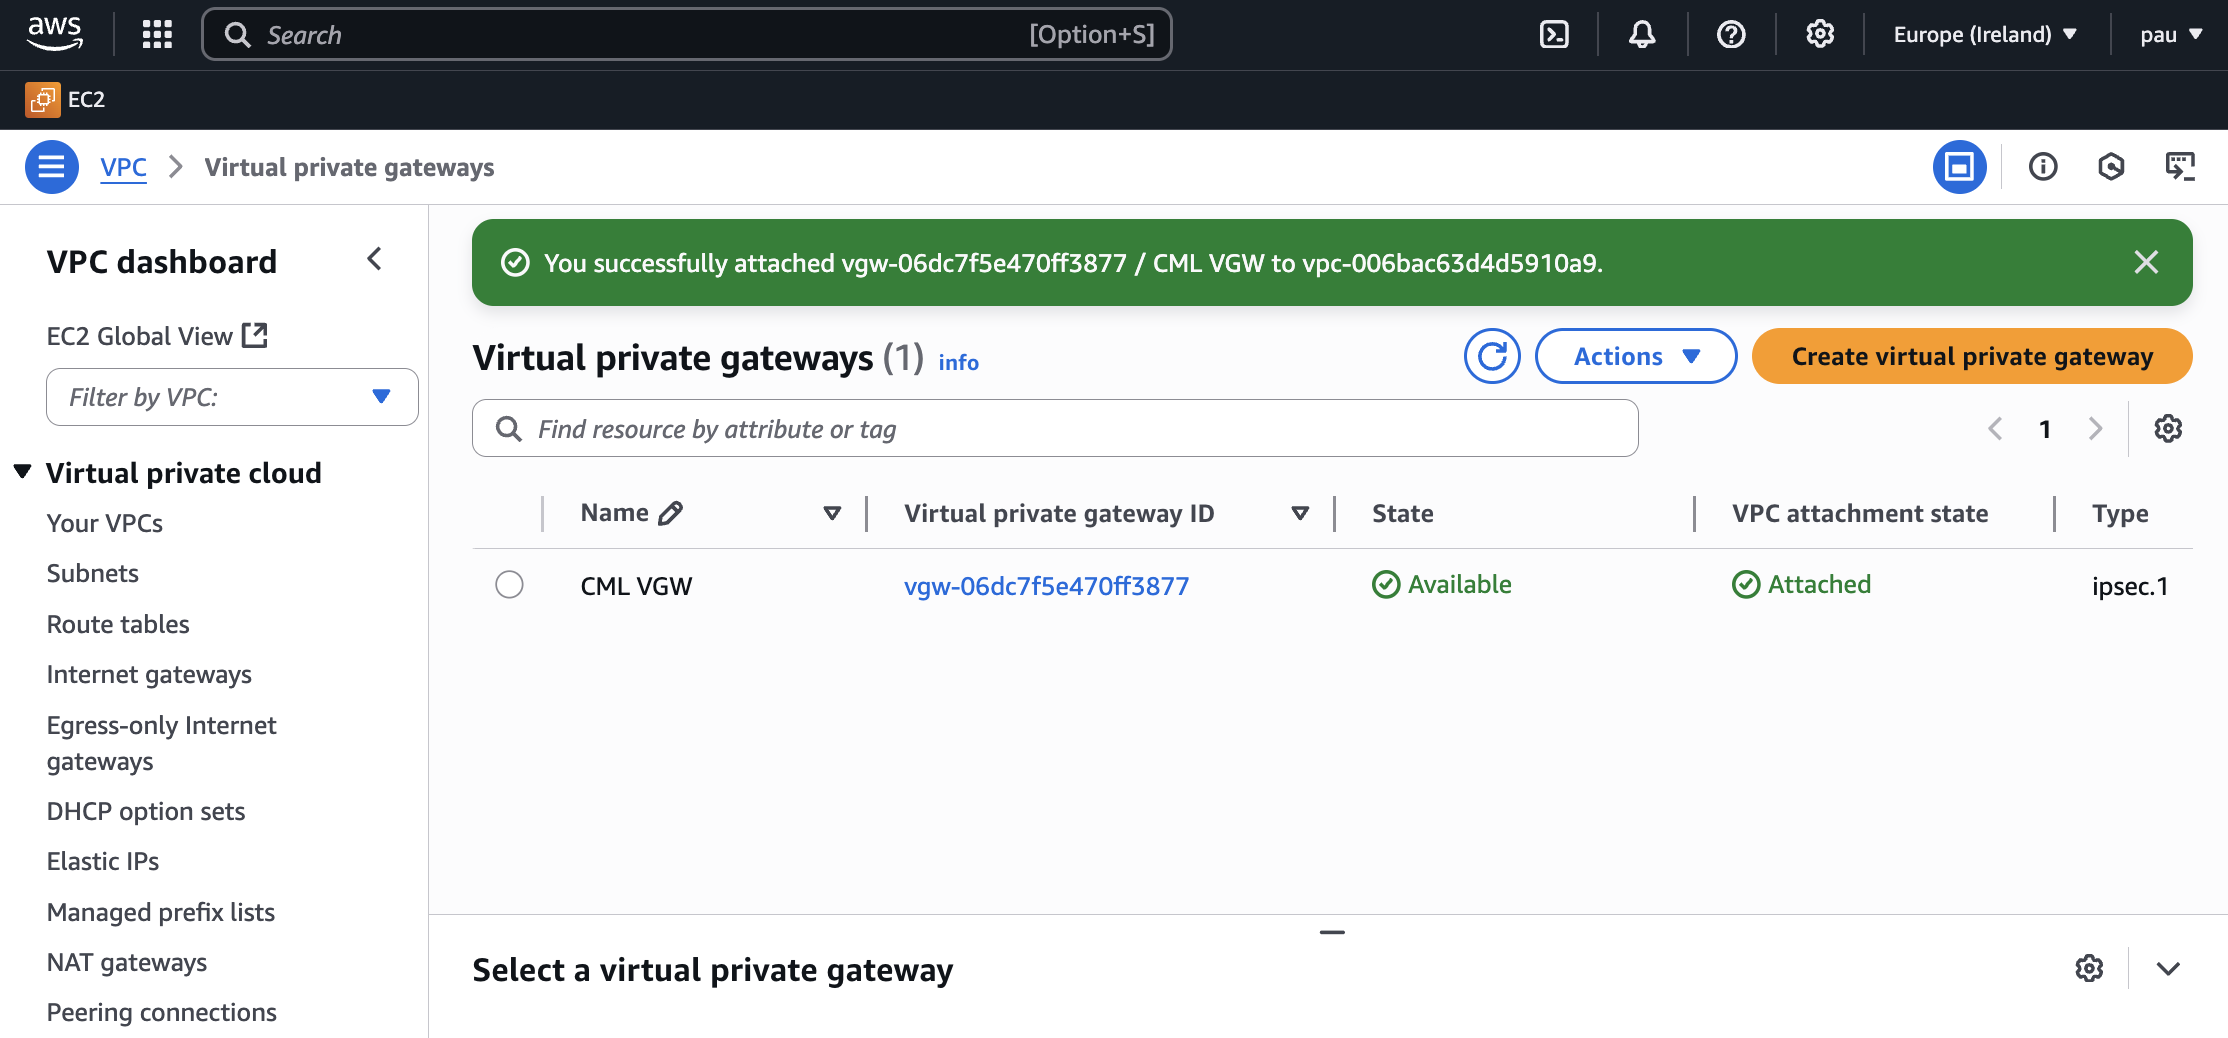 aws
Search [Option+S]
Europe (Ireland)
pau
EC2
VPC
Virtual private gateways
VPC dashboard
EC2 Global View
Filter by VPC:
Virtual private cloud
Your VPCs
Subnets
Route tables
Internet gateways
Egress-only Internet
gateways
DHCP option sets
Elastic IPs
Managed prefix lists
NAT gateways
Peering connections
You successfully attached vgw-06dc7f5e470ff3877 / CML VGW to vpc-006bac63d4d5910a9.
Virtual private gateways (1) info
Actions
Create virtual private gateway
Find resource by attribute or tag
1
Name Virtual private gateway ID State VPC attachment state Type
CML VGW vgw-06dc7f5e470ff3877 Available Attached ipsec.1
Select a virtual private gateway